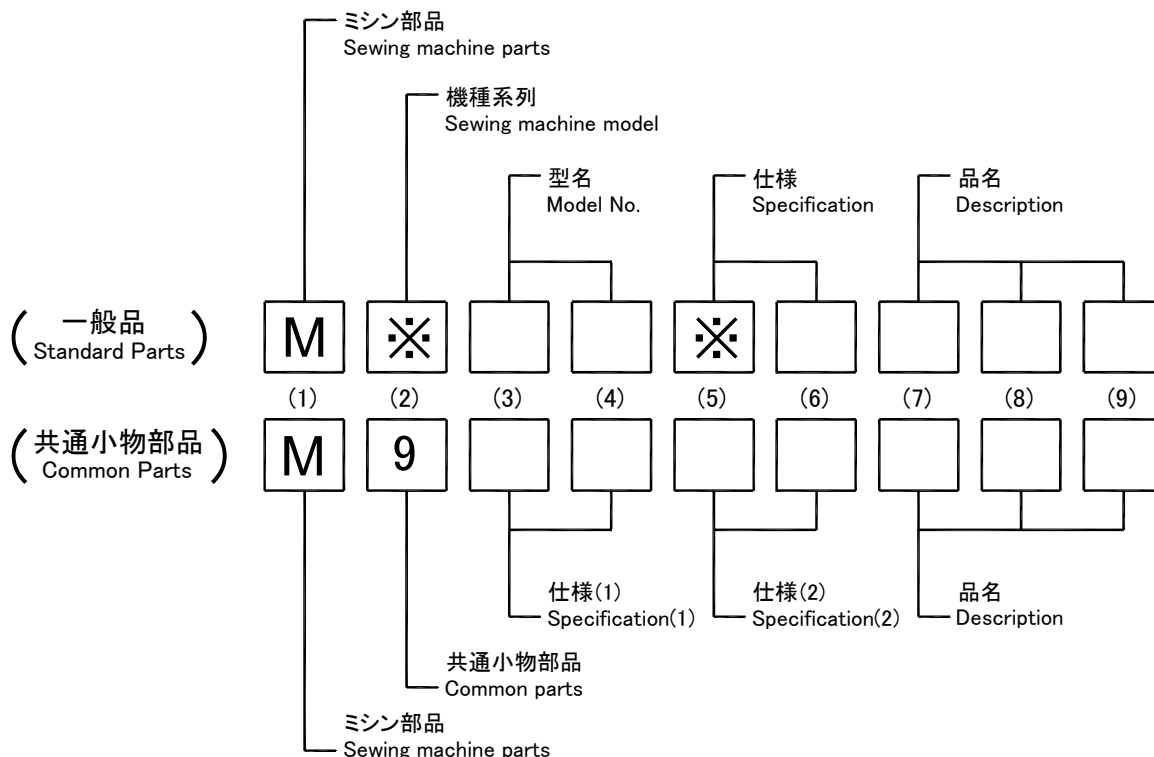 ミシン部品
Sewing machine parts
機種系列
Sewing machine model
型名
Model No.
仕様
Specification
品名
Description
(一般品
Standard Parts)
M ※ ※
(1) (2) (3) (4) (5) (6) (7) (8) (9)
(共通小物部品
Common Parts)
M 9
仕様(1)
Specification(1)
仕様(2)
Specification(2)
品名
Description
共通小物部品
Common parts
ミシン部品
Sewing machine parts